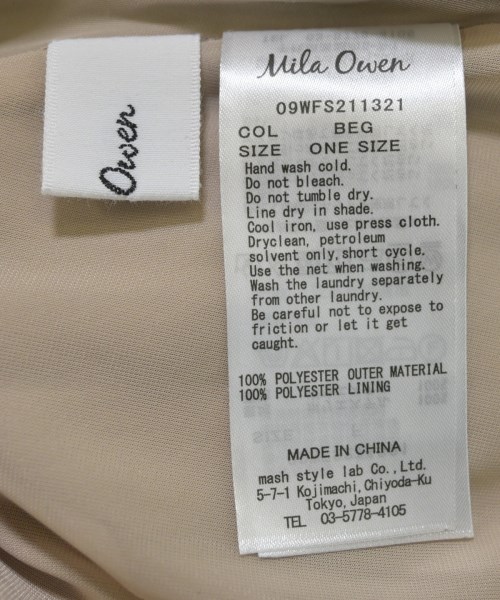 Owen
Mila Owen
09WFS211321
COL BEG
SIZE ONE SIZE
Hand wash cold.
Do not bleach.
Do not tumble dry.
Line dry in shade.
Cool iron, use press cloth.
Dryclean, petroleum
solvent only,short cycle.
Use the net when washing.
Wash the laundry separately
from other laundry.
Be careful not to expose to
friction or let it get
caught.
100% POLYESTER OUTER MATERIAL
100% POLYESTER LINING
MADE IN CHINA
mash style lab Co.,Ltd.
5-7-1 Kojimachi,Chiyoda-Ku
Tokyo,Japan
TEL 03-5778-4105